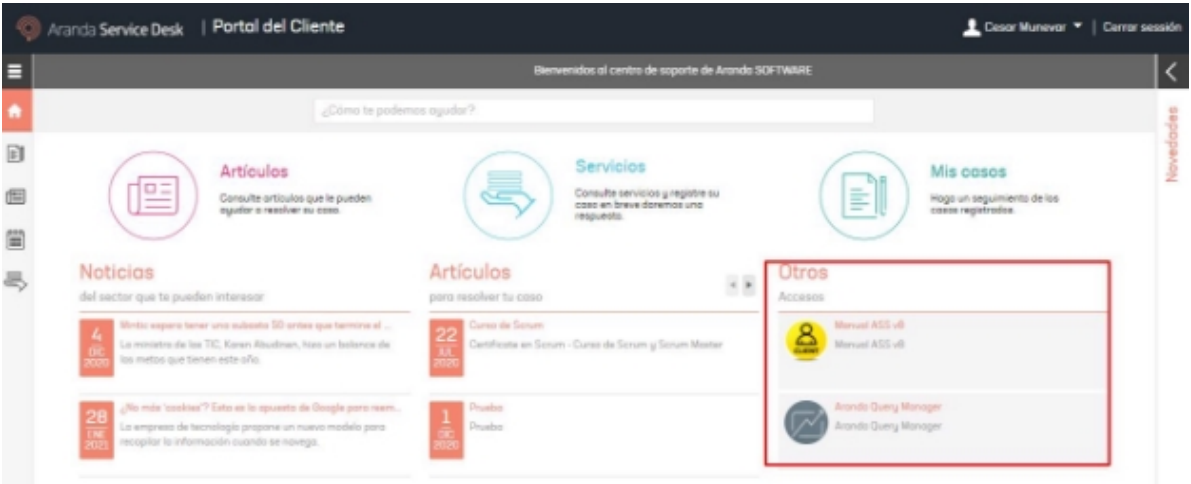 Aranda Service Desk | Portal del Cliente
Cesar Munevar | Cerrar sessión
Bienvenidos al centro de soporte de Aranda SOFTWARE
¿Cómo te podemos ayudar?
Novedades
Artículos
Consulte artículos que le pueden
ayudar a resolver su caso.
Servicios
Consulte servicios y registre su
caso en breve daremos una
respuesta.
Mis casos
Haga un seguimiento de los
casos registrados.
Noticias
del sector que te pueden interesar
4
DIC
2020
Mintic espera tener una subasta 5G antes que termine el ...
La ministra de las TIC, Karen Abudinen, hizo un balance de
las metas que tienen este año.
28
ENE
2021
¿No más 'cookies'? Esta es la apuesta de Google para reem...
La empresa de tecnología propone un nuevo modelo para
recopilar la información cuando se navega.
Artículos
para resolver tu caso
22
JUL
2020
Curso de Scrum
Certificate en Scrum - Curso de Scrum y Scrum Master
1
DIC
2020
Prueba
Prueba
Otros
Accesos
CLIENT
Manual ASS v8
Manual ASS v8
Aranda Query Manager
Aranda Query Manager